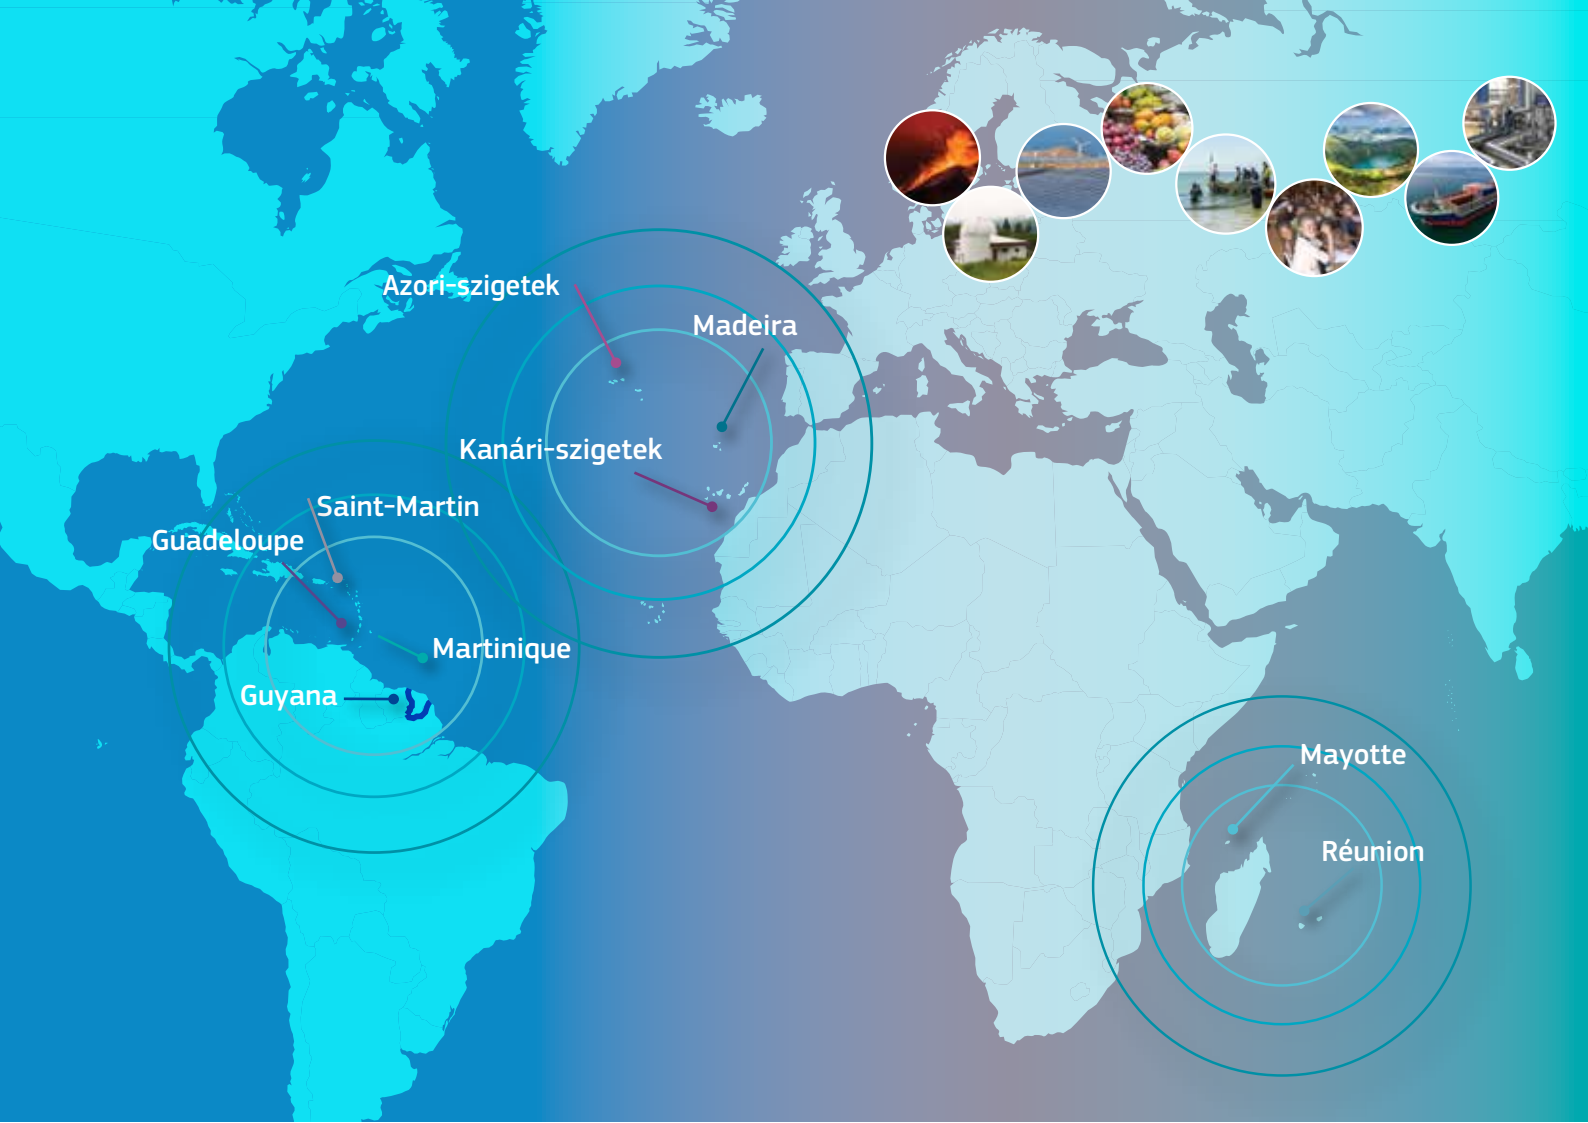 Azori-szigetek
Madeira
Kanári-szigetek
Saint-Martin
Guadeloupe
Martinique
Guyana
Mayotte
Réunion